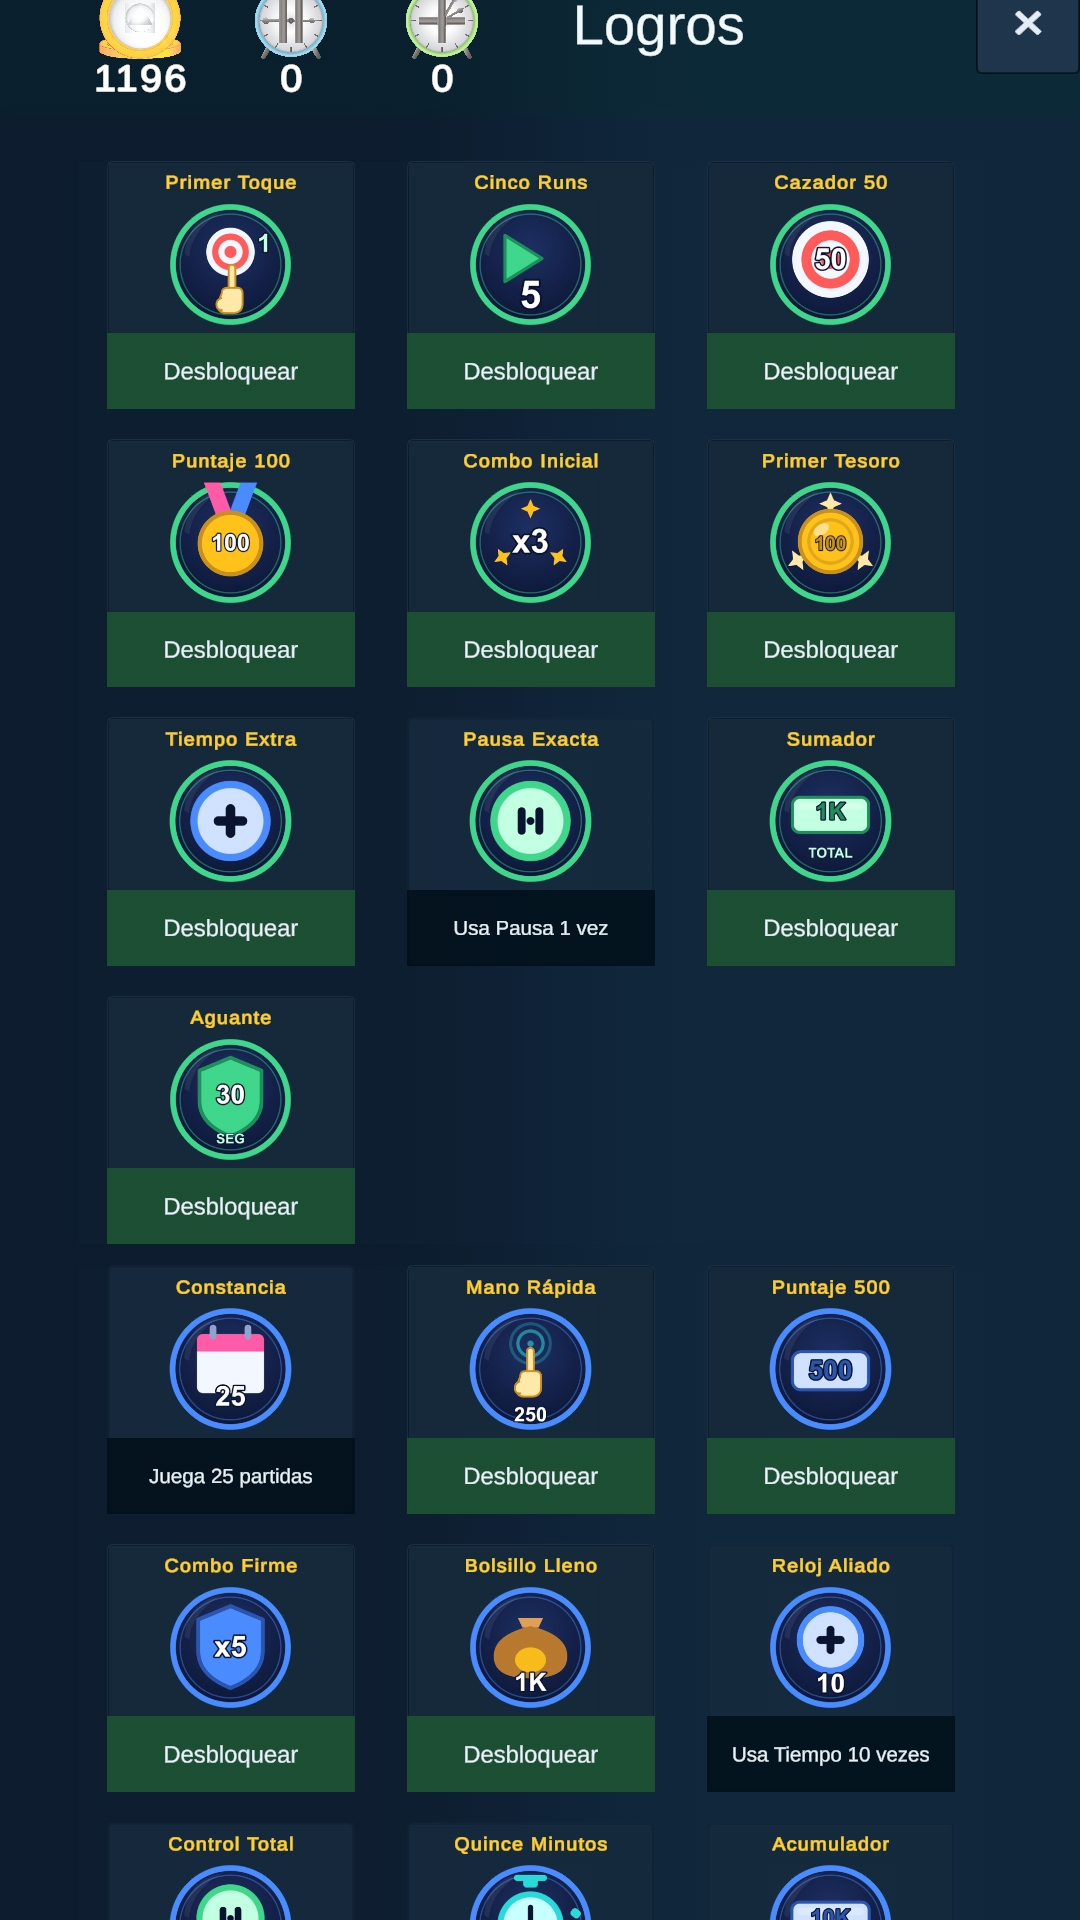 Logros
1196 0 0
Primer Toque Cinco Runs Cazador 50
1 5 50
Desbloquear Desbloquear Desbloquear
Puntaje 100 Combo Inicial Primer Tesoro
100 x3 100
Desbloquear Desbloquear Desbloquear
Tiempo Extra Pausa Exacta Sumador
1K
TOTAL
Desbloquear Usa Pausa 1 vez Desbloquear
Aguante
30
SEG
Desbloquear
Constancia Mano Rápida Puntaje 500
25 250 500
Juega 25 partidas Desbloquear Desbloquear
Combo Firme Bolsillo Lleno Reloj Aliado
x5 1K 10
Desbloquear Desbloquear Usa Tiempo 10 vezes
Control Total Quince Minutos Acumulador
10K